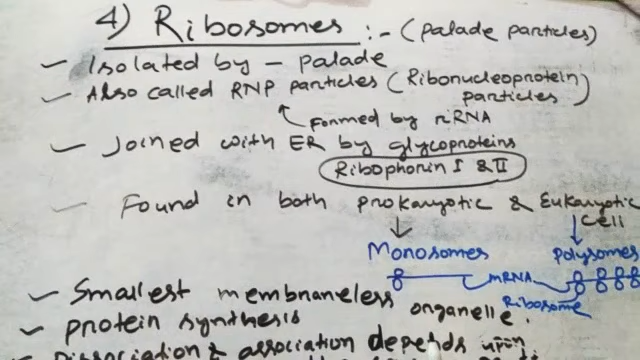 4) Ribosomes :- (palade particles)
– Isolated by – palade
– Also called RNP particles (Ribonucleoprotein particles)
Formed by rRNA
– Joined with ER by glycoproteins
Ribophorin I & II
– Found in both prokaryotic & Eukaryotic cell
Monosomes polysomes
mRNA
Ribosome
– Smallest membraneless organelle.
– protein synthesis
– Dissociation & association depends upon